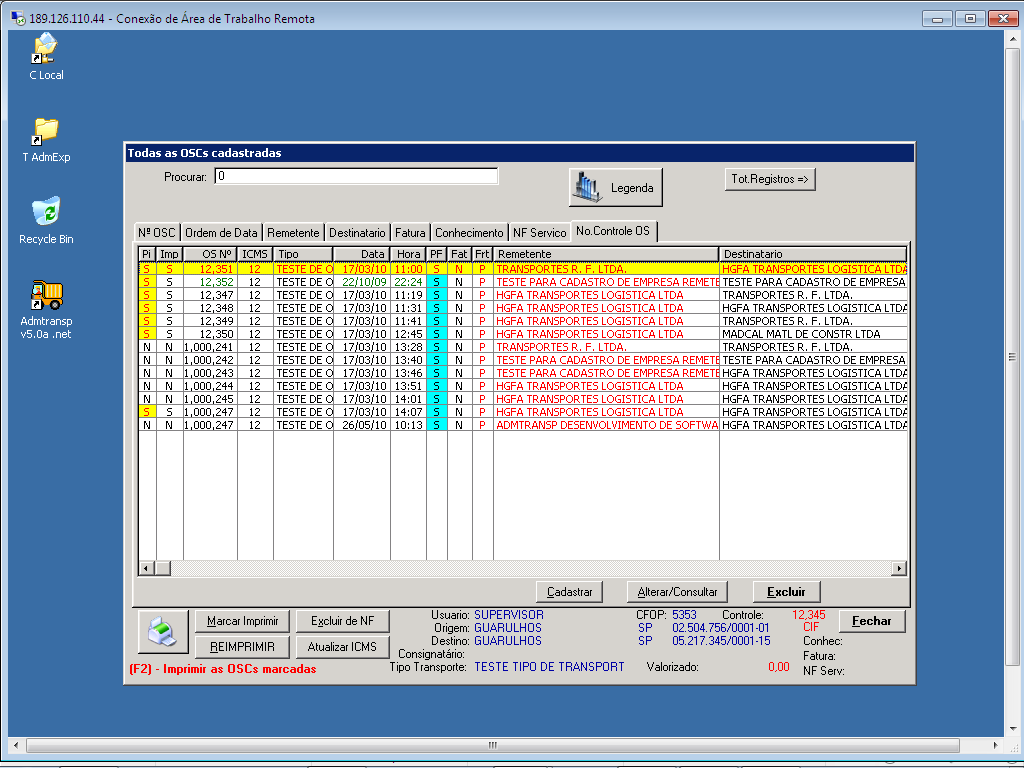 189.126.110.44 - Conexão de Área de Trabalho Remota
C Local
T AdmExp
Recycle Bin
Admtransp
v5.0a .net
Todas as OSCs cadastradas
Procurar: 0
Legenda
Tot.Registros =>
Nº OSC Ordem de Data Remetente Destinatario Fatura Conhecimento NF Servico No.Controle OS
Pi Imp OS Nº ICMS Tipo Data Hora PF Fat Frt Remetente Destinatario
S S 12,351 12 TESTE DE O 17/03/10 11:00 S N P TRANSPORTES R. F. LTDA. HGFA TRANSPORTES LOGISTICA LTDA
S S 12,352 12 TESTE DE O 22/10/09 22:24 S N P TESTE PARA CADASTRO DE EMPRESA REMETE TESTE PARA CADASTRO DE EMPRESA
S S 12,347 12 TESTE DE O 17/03/10 11:19 S N P HGFA TRANSPORTES LOGISTICA LTDA TRANSPORTES R. F. LTDA.
S S 12,348 12 TESTE DE O 17/03/10 11:31 S N P HGFA TRANSPORTES LOGISTICA LTDA HGFA TRANSPORTES LOGISTICA LTDA
S S 12,349 12 TESTE DE O 17/03/10 11:41 S N P HGFA TRANSPORTES LOGISTICA LTDA TRANSPORTES R. F. LTDA.
S S 12,350 12 TESTE DE O 17/03/10 12:45 S N P HGFA TRANSPORTES LOGISTICA LTDA MADCAL MATL DE CONSTR LTDA
N N 1,000,241 12 TESTE DE O 17/03/10 13:28 S N P TRANSPORTES R. F. LTDA. TRANSPORTES R. F. LTDA.
N N 1,000,242 12 TESTE DE O 17/03/10 13:40 S N P TESTE PARA CADASTRO DE EMPRESA REMETE TESTE PARA CADASTRO DE EMPRESA
N N 1,000,243 12 TESTE DE O 17/03/10 13:46 S N P TESTE PARA CADASTRO DE EMPRESA REMETE HGFA TRANSPORTES LOGISTICA LTDA
N N 1,000,244 12 TESTE DE O 17/03/10 13:51 S N P HGFA TRANSPORTES LOGISTICA LTDA HGFA TRANSPORTES LOGISTICA LTDA
N N 1,000,245 12 TESTE DE O 17/03/10 14:01 S N P HGFA TRANSPORTES LOGISTICA LTDA HGFA TRANSPORTES LOGISTICA LTDA
S S 1,000,247 12 TESTE DE O 17/03/10 14:07 S N P HGFA TRANSPORTES LOGISTICA LTDA HGFA TRANSPORTES LOGISTICA LTDA
N N 1,000,247 12 TESTE DE O 26/05/10 10:13 S N P ADMTRANSP DESENVOLVIMENTO DE SOFTWA HGFA TRANSPORTES LOGISTICA LTDA
Cadastrar Alterar/Consultar Excluir
Marcar Imprimir Excluir de NF
REIMPRIMIR Atualizar ICMS
(F2) - Imprimir as OSCs marcadas
Usuario: SUPERVISOR CFOP: 5353 Controle: 12,345 Fechar
Origem: GUARULHOS SP 02.504.756/0001-01 CIF
Destino: GUARULHOS SP 05.217.345/0001-15 Conhec:
Consignatário: Fatura:
Tipo Transporte: TESTE TIPO DE TRANSPORT Valorizado: 0,00 NF Serv: